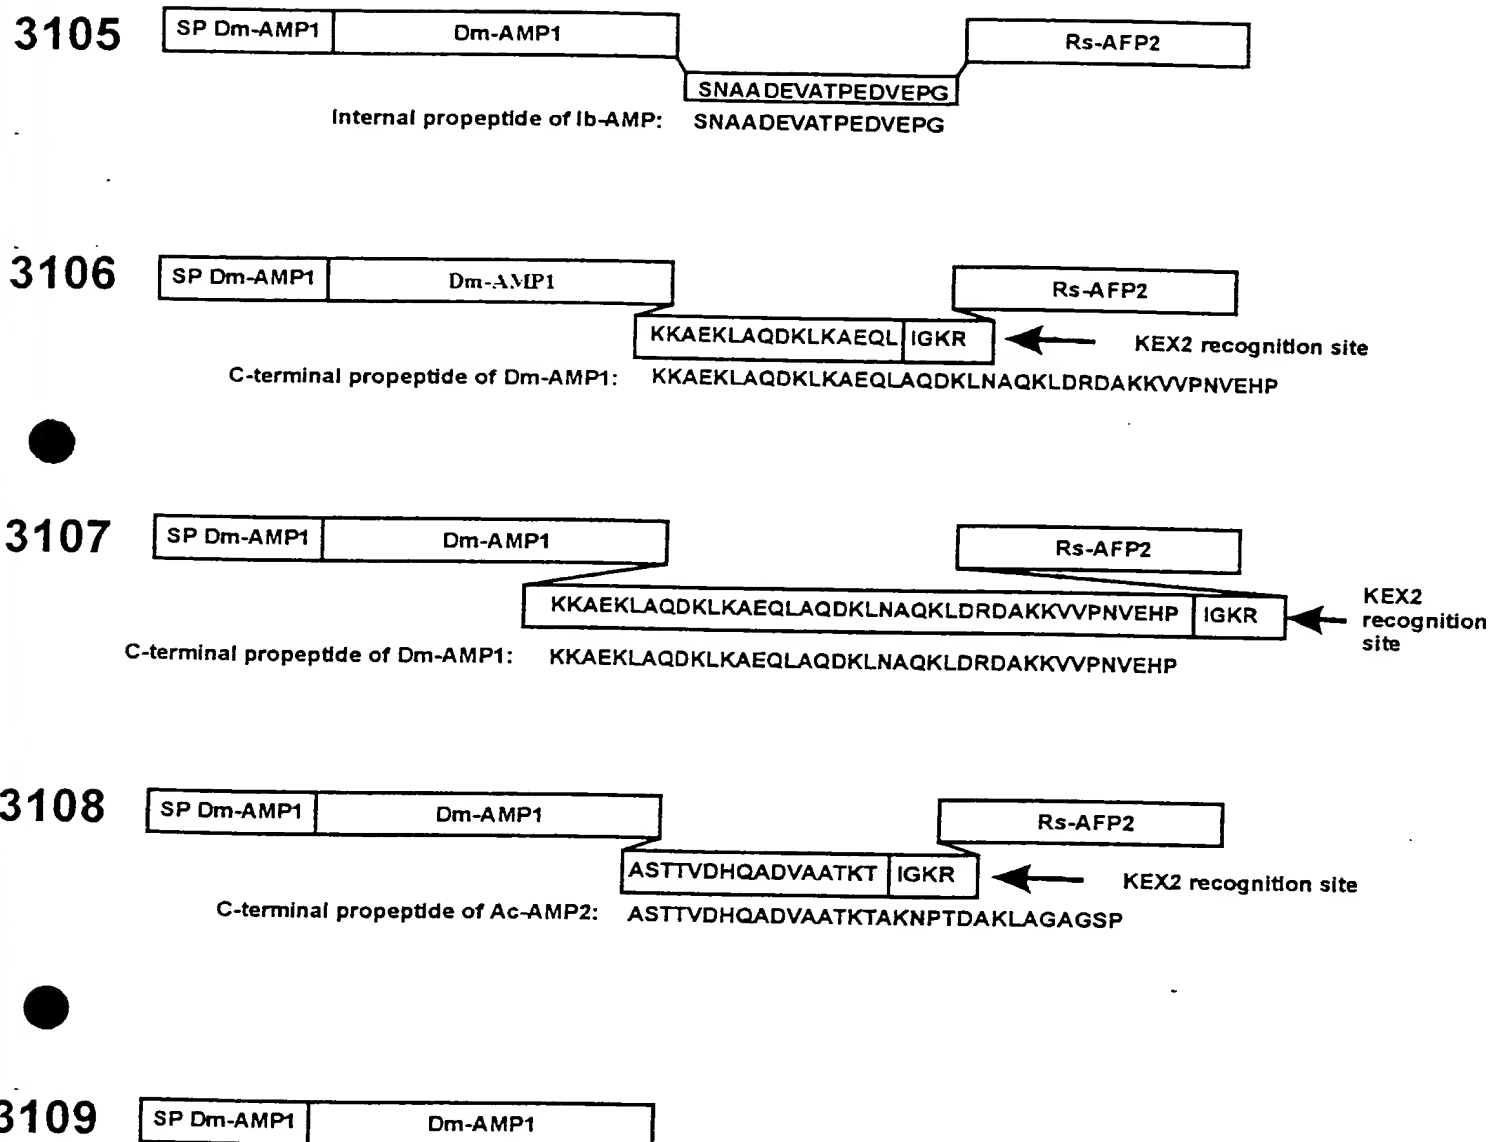 3105 SP Dm-AMP1 Dm-AMP1 Rs-AFP2
SNAADEVATPEDVEPG
Internal propeptide of Ib-AMP: SNAADEVATPEDVEPG
3106 SP Dm-AMP1 Dm-AMP1 Rs-AFP2
KKAEKLAQDKLKAEQL IGKR KEX2 recognition site
C-terminal propeptide of Dm-AMP1: KKAEKLAQDKLKAEQLAQDKLNAQKLDRDAKKVVPNVEHP
3107 SP Dm-AMP1 Dm-AMP1 Rs-AFP2
KKAEKLAQDKLKAEQLAQDKLNAQKLDRDAKKVVPNVEHP IGKR KEX2
recognition
site
C-terminal propeptide of Dm-AMP1: KKAEKLAQDKLKAEQLAQDKLNAQKLDRDAKKVVPNVEHP
3108 SP Dm-AMP1 Dm-AMP1 Rs-AFP2
ASTTVDHQADVAATKT IGKR KEX2 recognition site
C-terminal propeptide of Ac-AMP2: ASTTVDHQADVAATKTAKNPTDAKLAGAGSP
3109 SP Dm-AMP1 Dm-AMP1